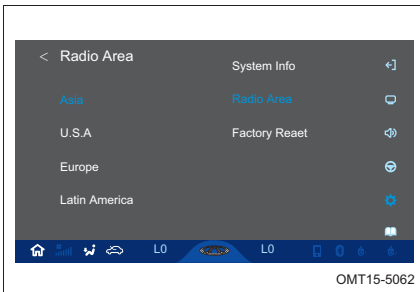 < Radio Area
System Info
Asia
Radio Area
U.S.A
Factory Reaet
Europe
Latin America
L0
L0
OMT15-5062